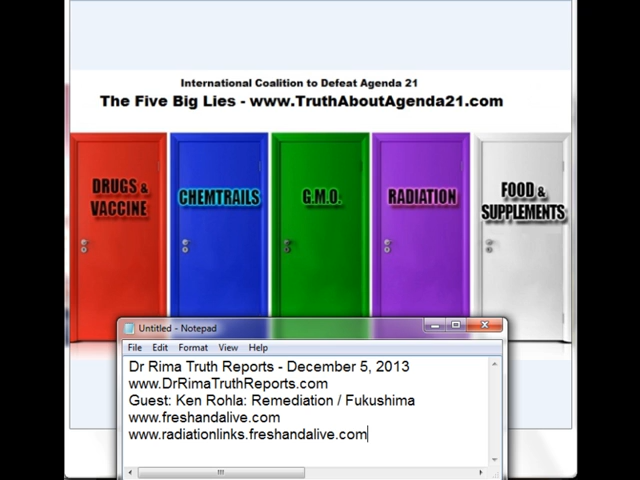 International Coalition to Defeat Agenda 21
The Five Big Lies - www.TruthAboutAgenda21.com
DRUGS &
VACCINE
CHEMTRAILS
G.M.O.
RADIATION
FOOD &
SUPPLEMENTS
Untitled - Notepad
File Edit Format View Help
Dr Rima Truth Reports - December 5, 2013
www.DrRimaTruthReports.com
Guest: Ken Rohla: Remediation / Fukushima
www.freshandalive.com
www.radiationlinks.freshandalive.com